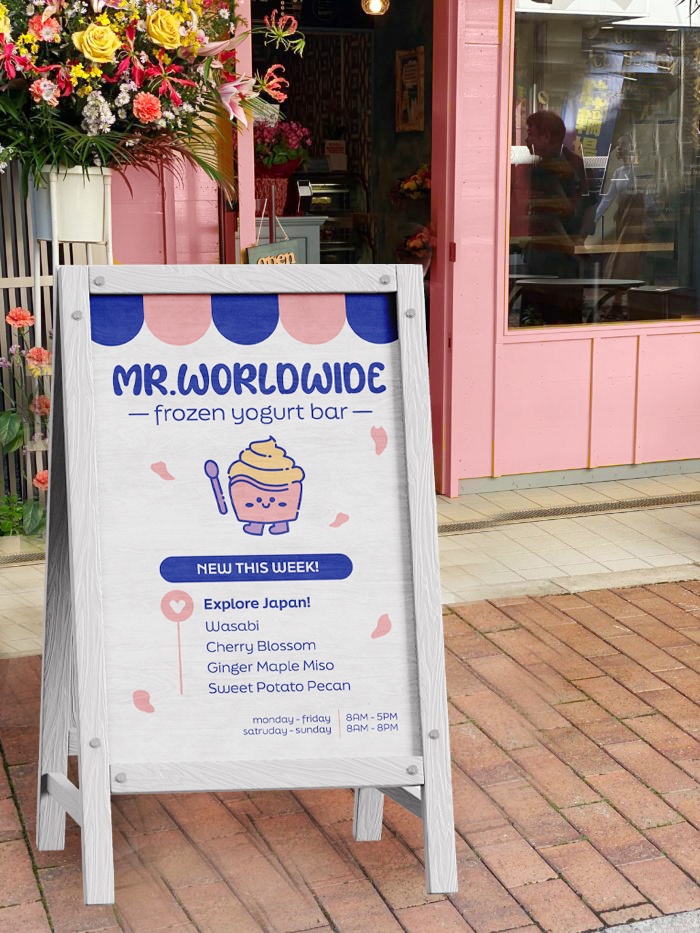 open
MR.WORLDWIDE
— frozen yogurt bar —
NEW THIS WEEK!
Explore Japan!
Wasabi
Cherry Blossom
Ginger Maple Miso
Sweet Potato Pecan
monday - friday 8AM - 5PM
satruday - sunday 8AM - 8PM